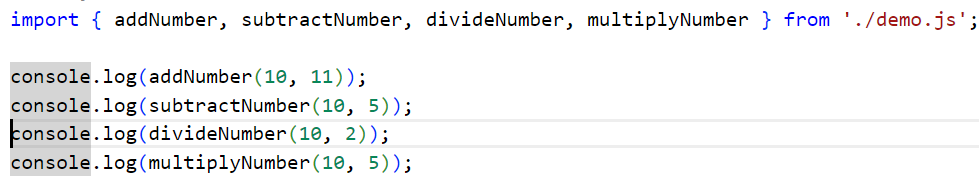 import { addNumber, subtractNumber, divideNumber, multiplyNumber } from './demo.js';
console.log(addNumber(10, 11));
console.log(subtractNumber(10, 5));
console.log(divideNumber(10, 2));
console.log(multiplyNumber(10, 5));